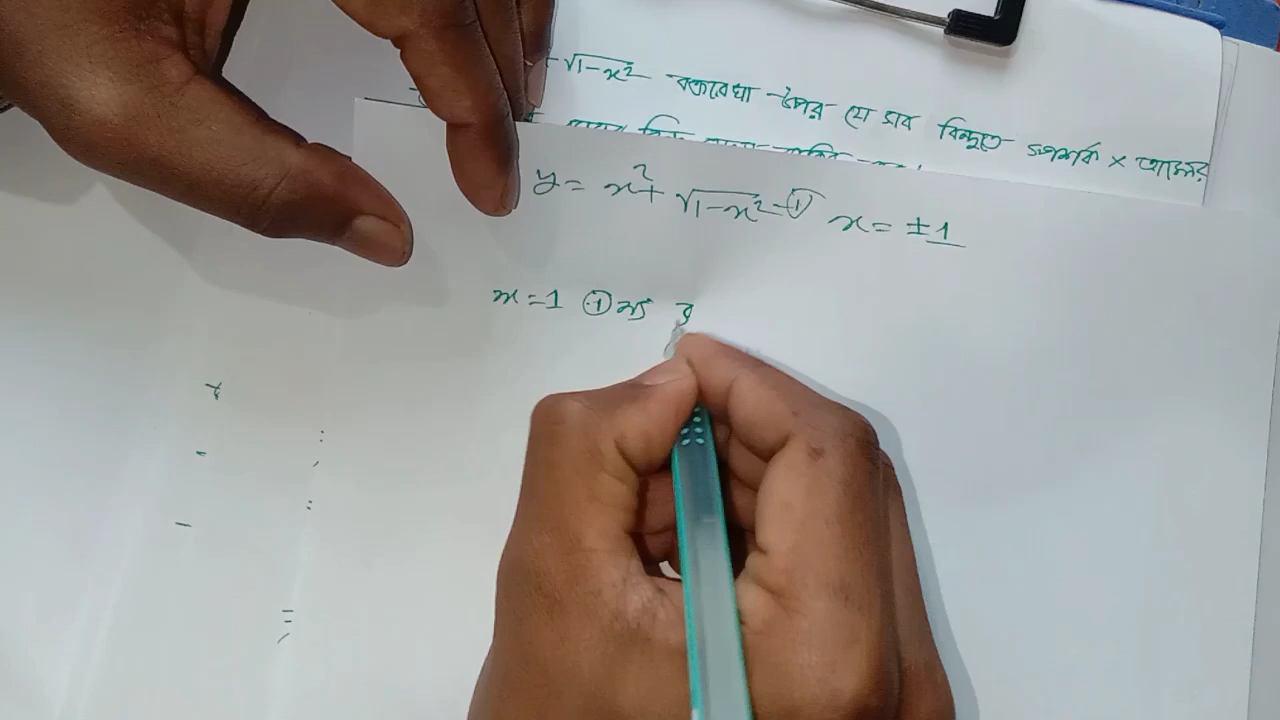 √1-x² বক্ররেখা উপর যে সব বিন্দুতে স্পর্শক x অক্ষের
y = x² + √1-x² - ① x = ±1
x = 1 ① নং